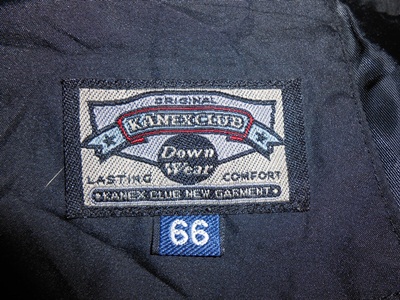 ORIGINAL
KANEX CLUB
Down
Wear
LASTING COMFORT
KANEX CLUB NEW GARMENT
66